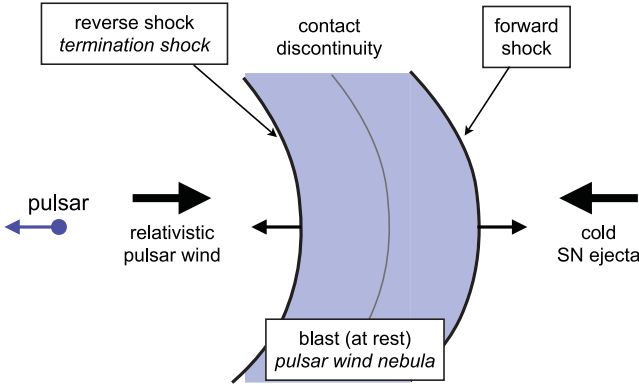 reverse shock
termination shock
contact
discontinuity
forward
shock
pulsar
relativistic
pulsar wind
cold
SN ejecta
blast (at rest)
pulsar wind nebula